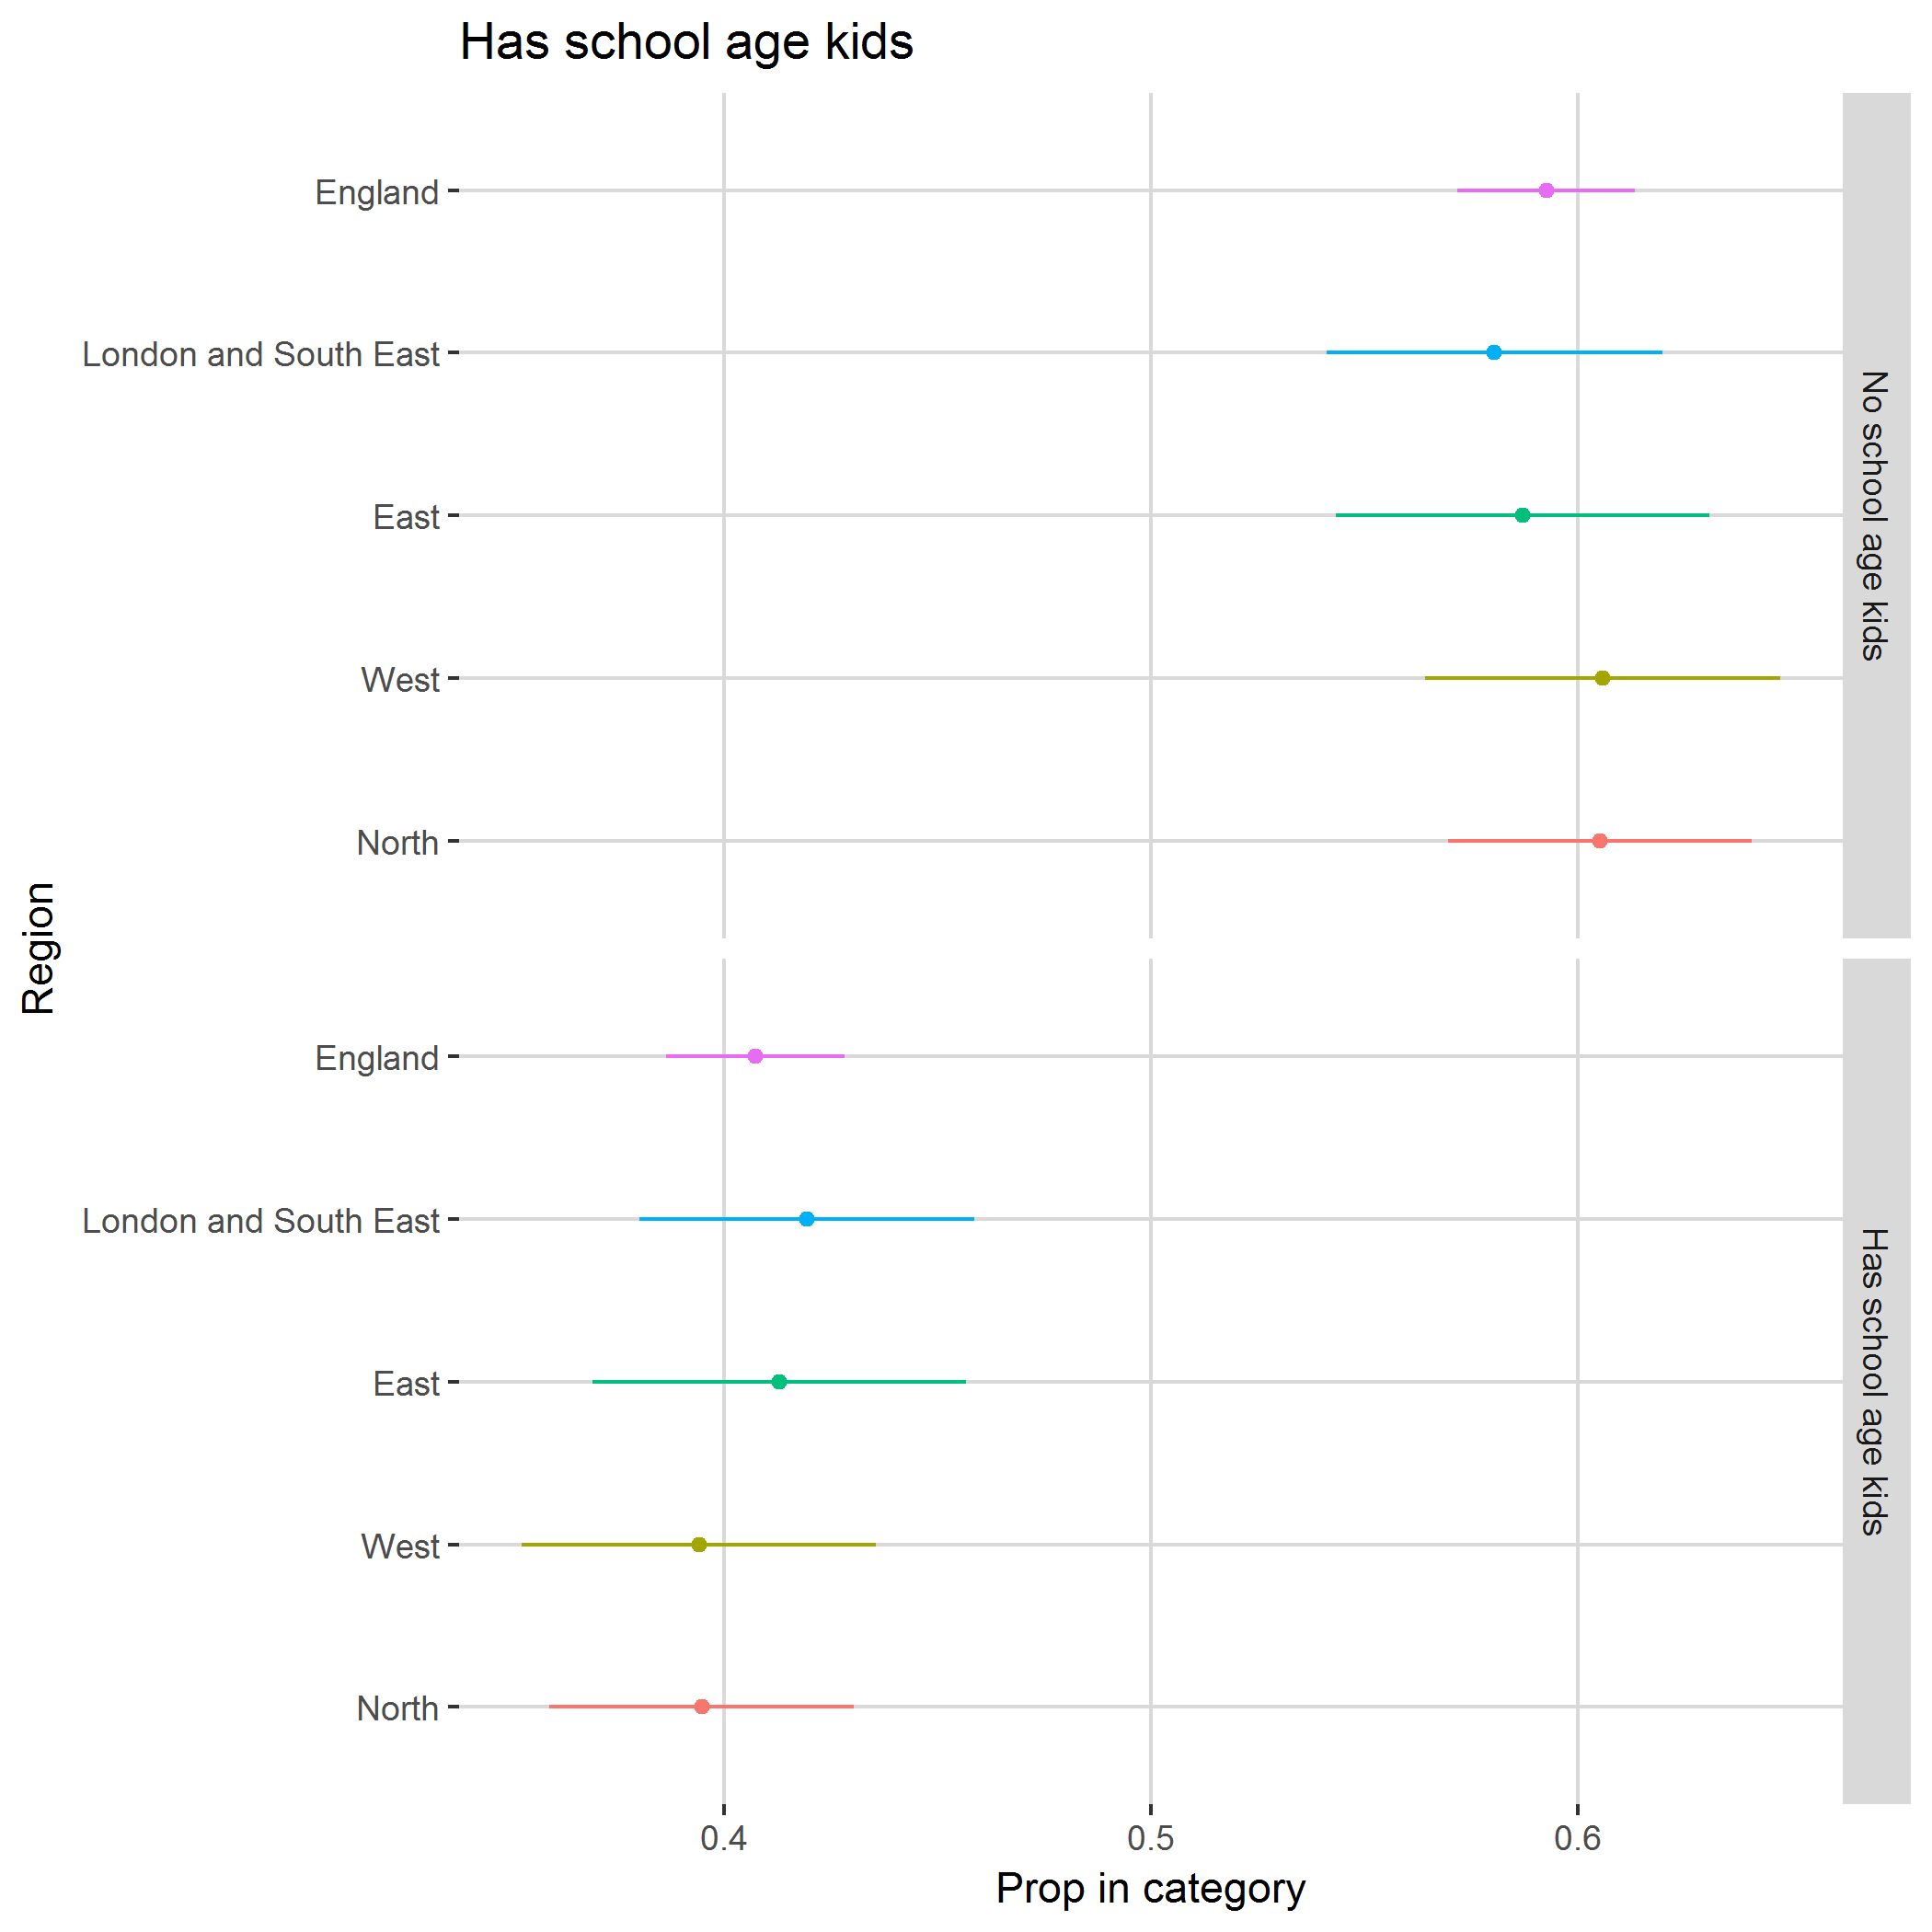 Has school age kids
England
London and South East
East
West
North
No school age kids
Region
England
London and South East
East
West
North
Has school age kids
0.4 0.5 0.6
Prop in category